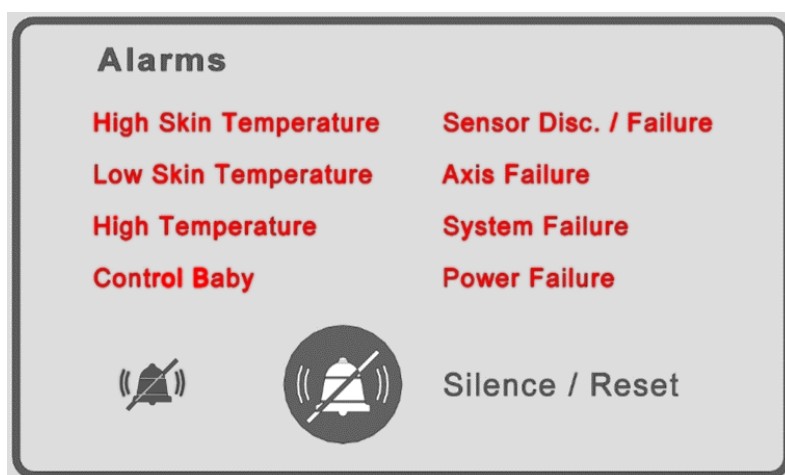 Alarms
High Skin Temperature
Low Skin Temperature
High Temperature
Control Baby
Sensor Disc. / Failure
Axis Failure
System Failure
Power Failure
Silence / Reset